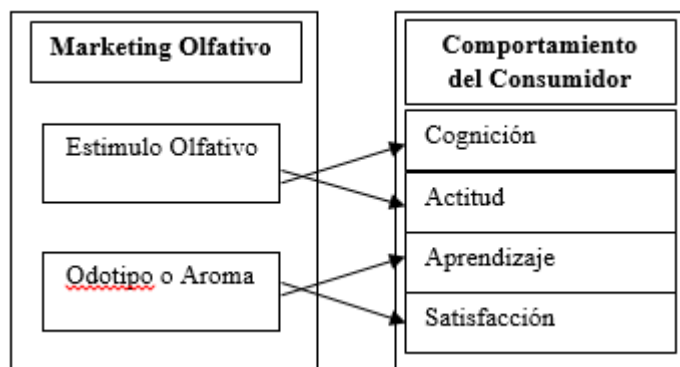 Marketing Olfativo
Estimulo Olfativo
Odotipo o Aroma
Comportamiento
del Consumidor
Cognición
Actitud
Aprendizaje
Satisfacción